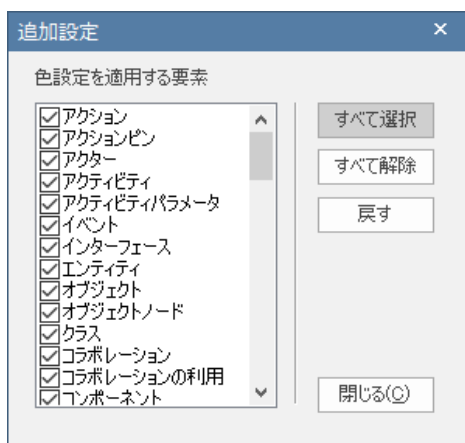 追加設定
色設定を適用する要素
アクション
アクションピン
アクター
アクティビティ
アクティビティパラメータ
イベント
インターフェース
エンティティ
オブジェクト
オブジェクトノード
クラス
コラボレーション
コラボレーションの利用
コンポーネント
すべて選択
すべて解除
戻す
閉じる(C)